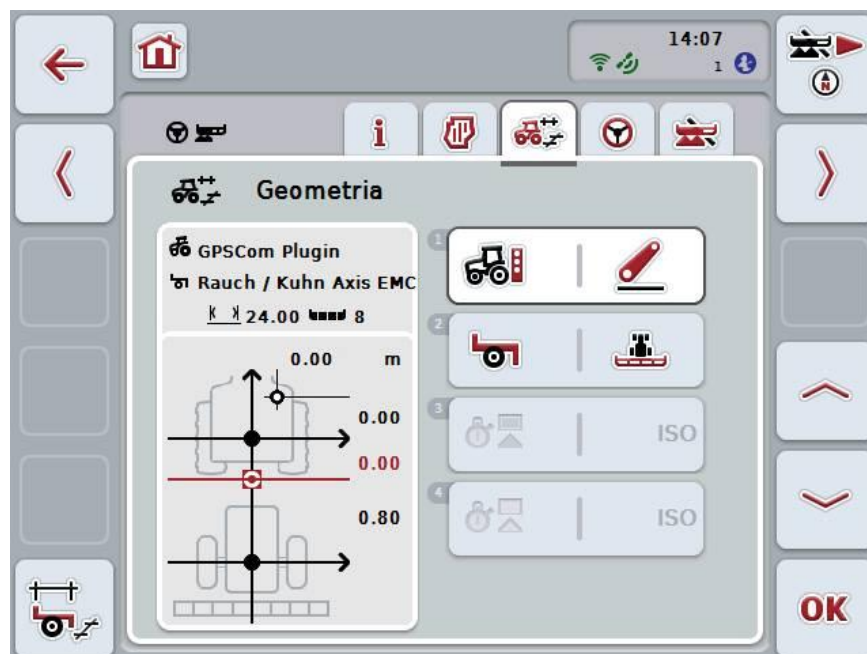 14:07
1
N
i
Geometria
GPSCom Plugin
Rauch / Kuhn Axis EMC
24.00 8
0.00 m
0.00
0.00
0.80
1
2
3
ISO
4
ISO
OK